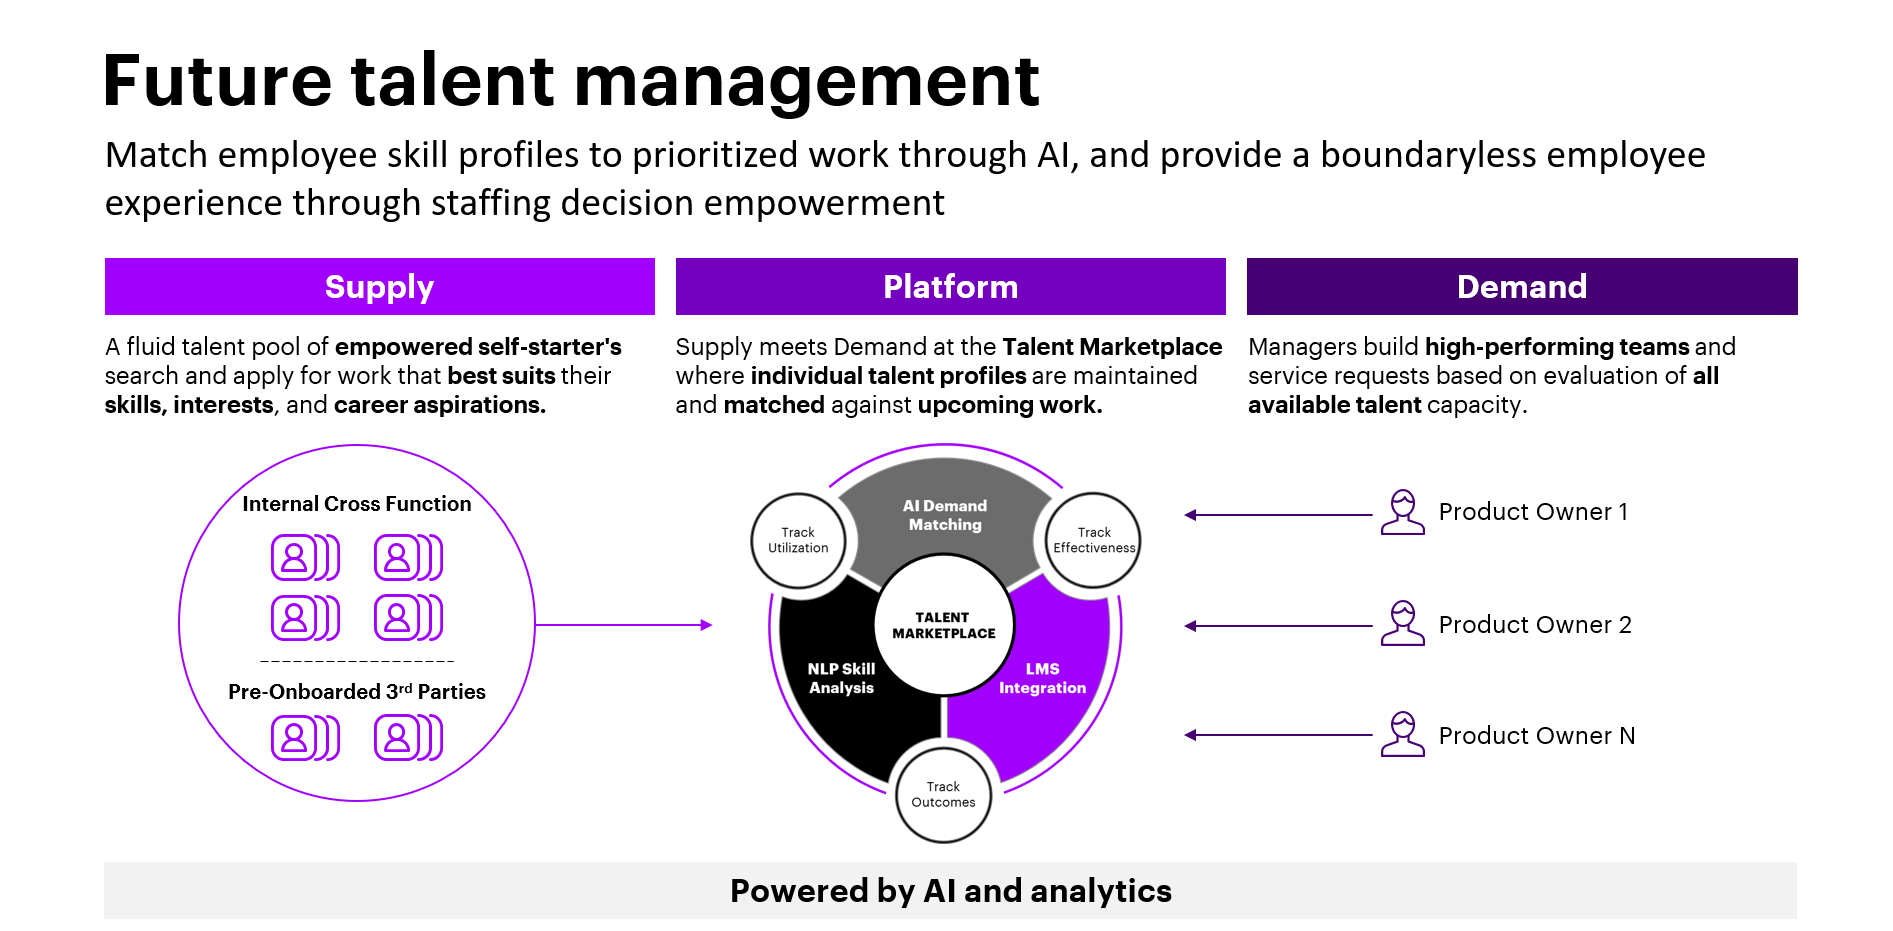 Future talent management
Match employee skill profiles to prioritized work through AI, and provide a boundaryless employee
experience through staffing decision empowerment
Supply
A fluid talent pool of empowered self-starter's
search and apply for work that best suits their
skills, interests, and career aspirations.
Internal Cross Function
Pre-Onboarded 3rd Parties
Platform
Supply meets Demand at the Talent Marketplace
where individual talent profiles are maintained
and matched against upcoming work.
AI Demand
Matching
Track
Utilization
Track
Effectiveness
TALENT
MARKETPLACE
NLP Skill
Analysis
LMS
Integration
Track
Outcomes
Demand
Managers build high-performing teams and
service requests based on evaluation of all
available talent capacity.
Product Owner 1
Product Owner 2
Product Owner N
Powered by AI and analytics